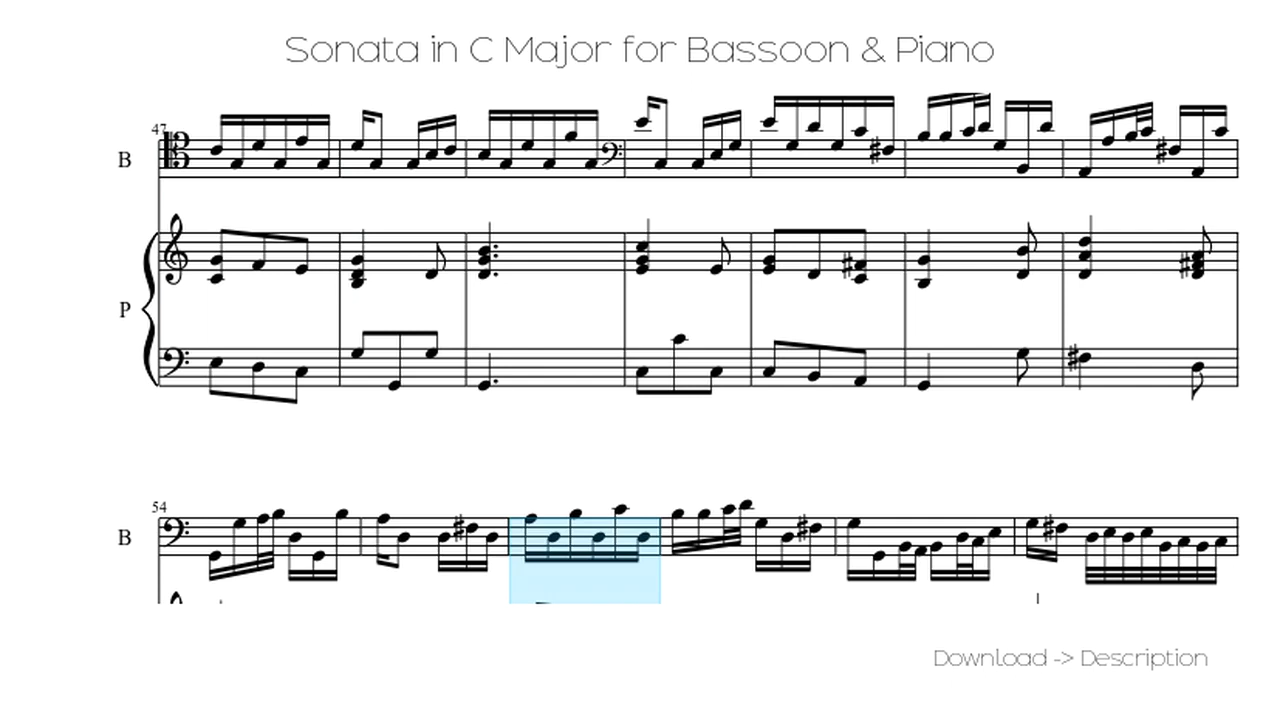 Sonata in C Major for Bassoon & Piano
47
B
P
54
B
Download -> Description